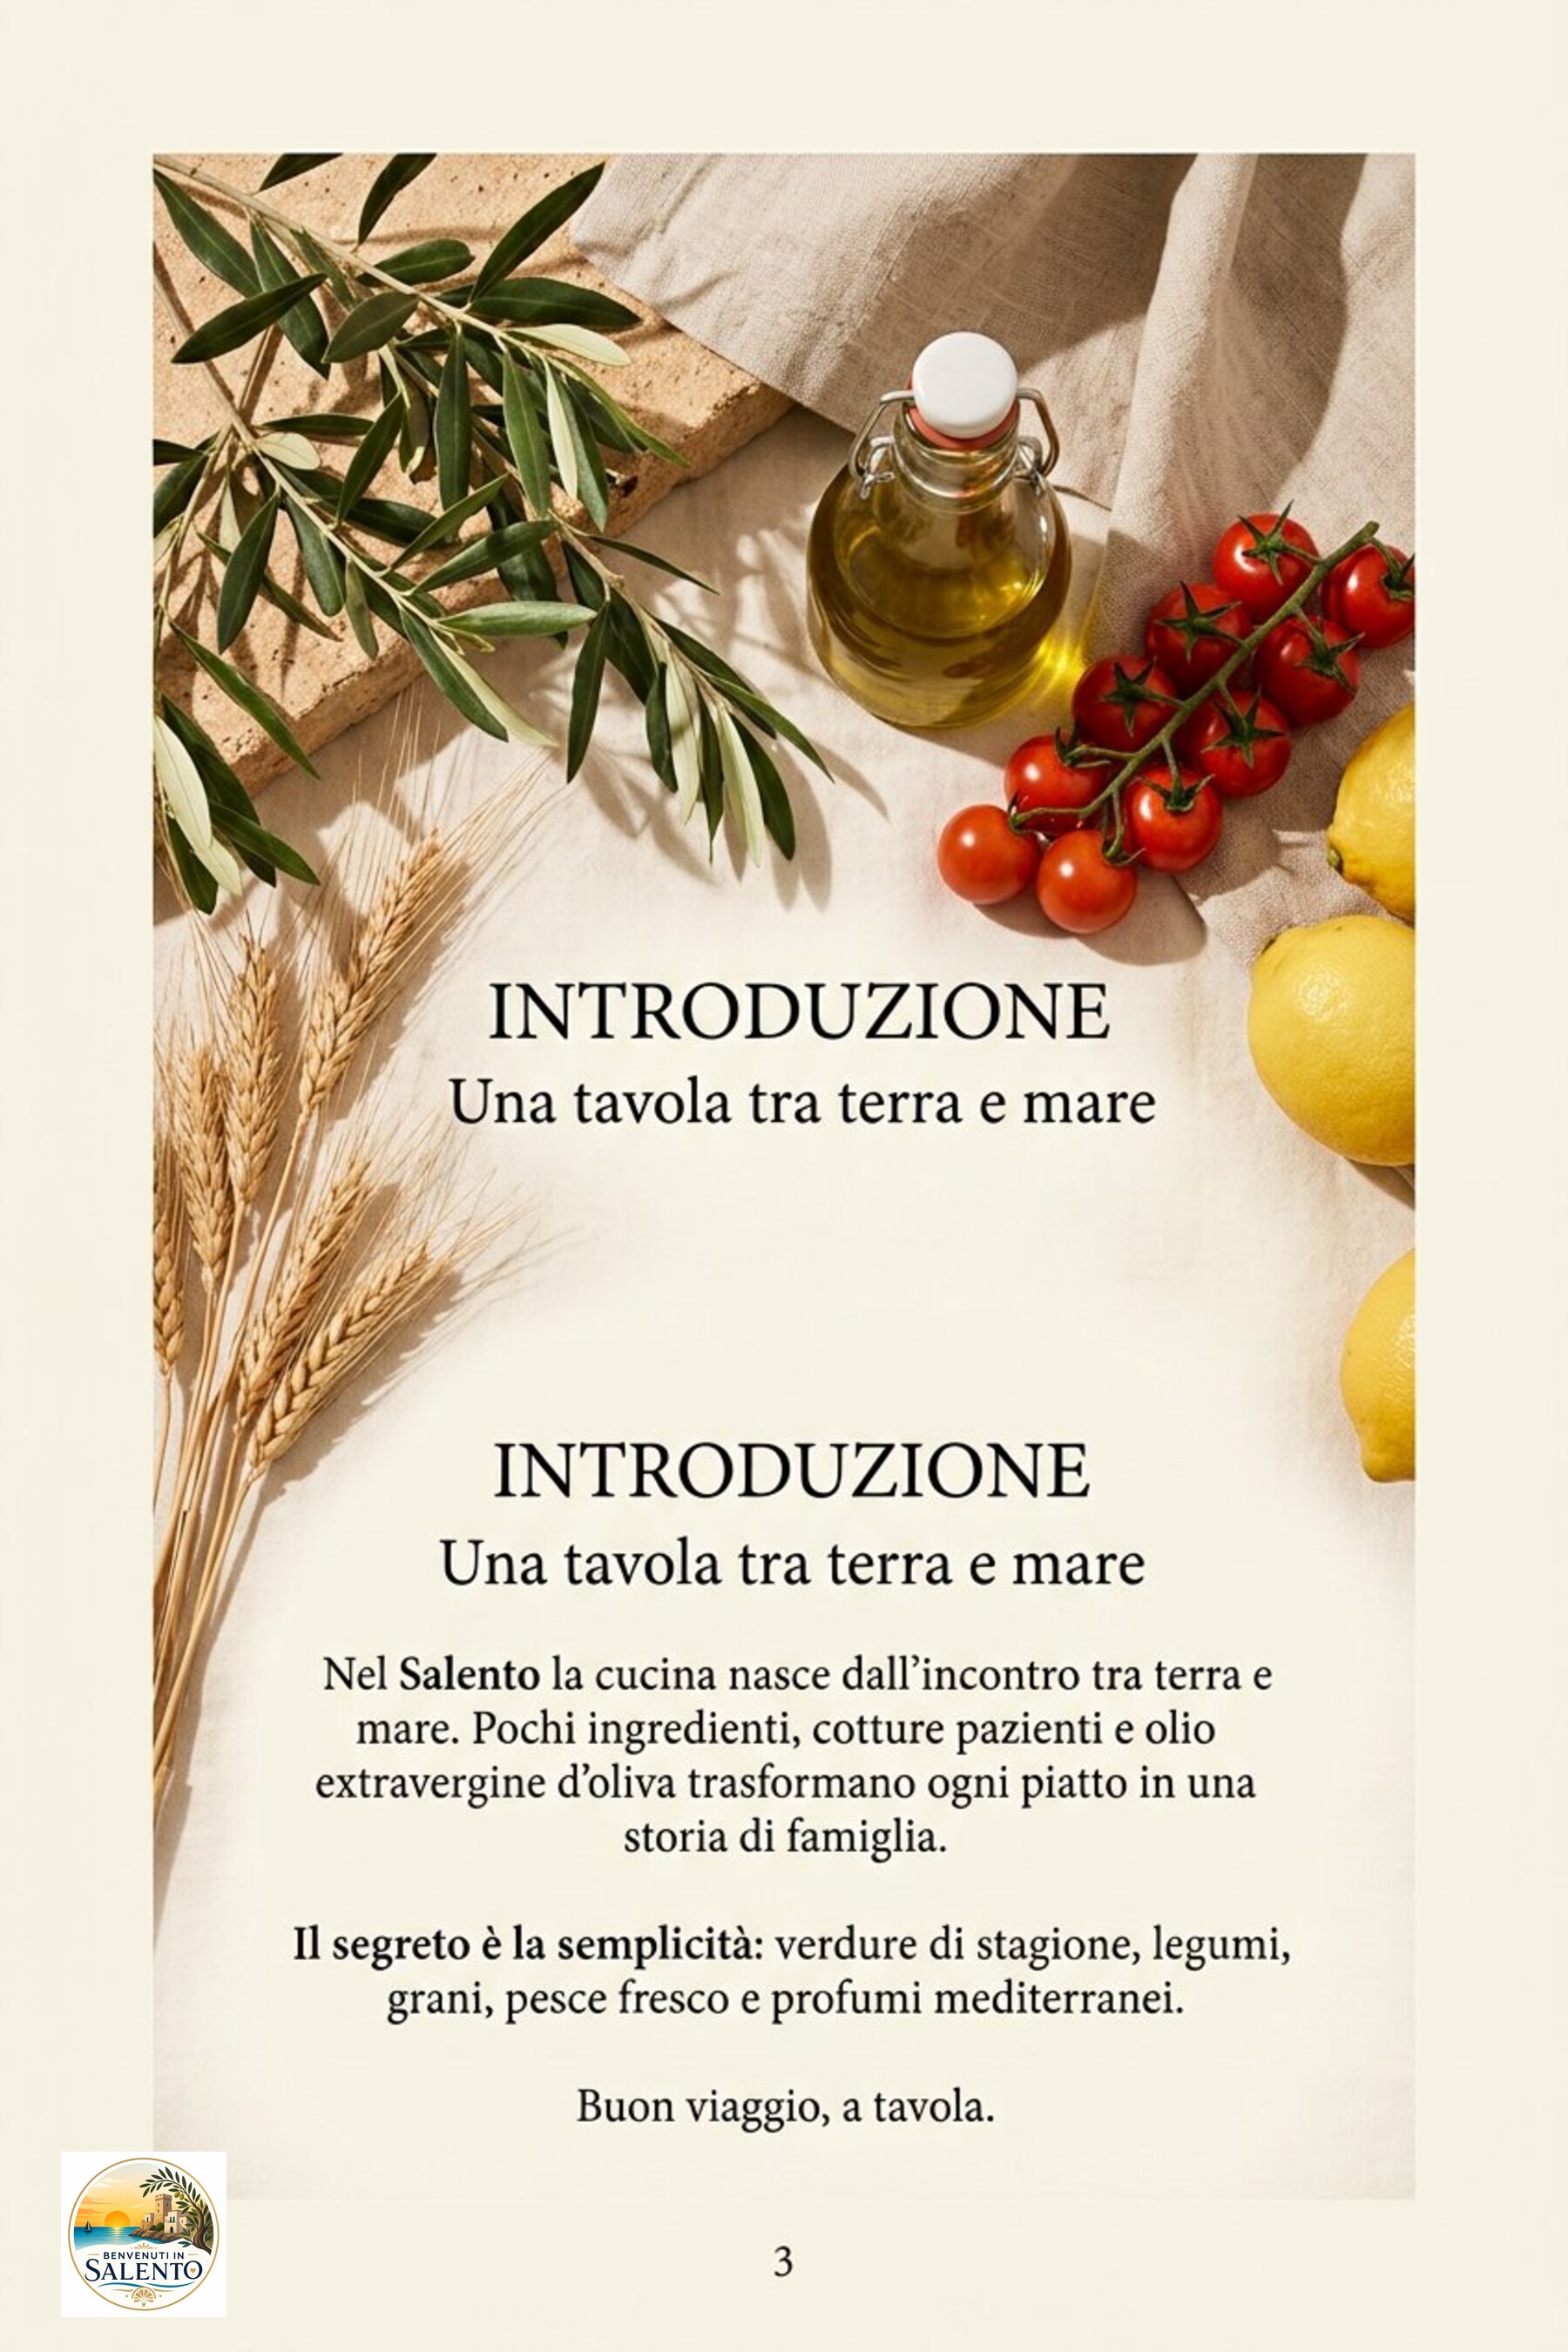 INTRODUZIONE
Una tavola tra terra e mare
INTRODUZIONE
Una tavola tra terra e mare
Nel Salento la cucina nasce dall’incontro tra terra e
mare. Pochi ingredienti, cotture pazienti e olio
extravergine d’oliva trasformano ogni piatto in una
storia di famiglia.
Il segreto è la semplicità: verdure di stagione, legumi,
grani, pesce fresco e profumi mediterranei.
Buon viaggio, a tavola.
BENVENUTI IN
SALENTO
3